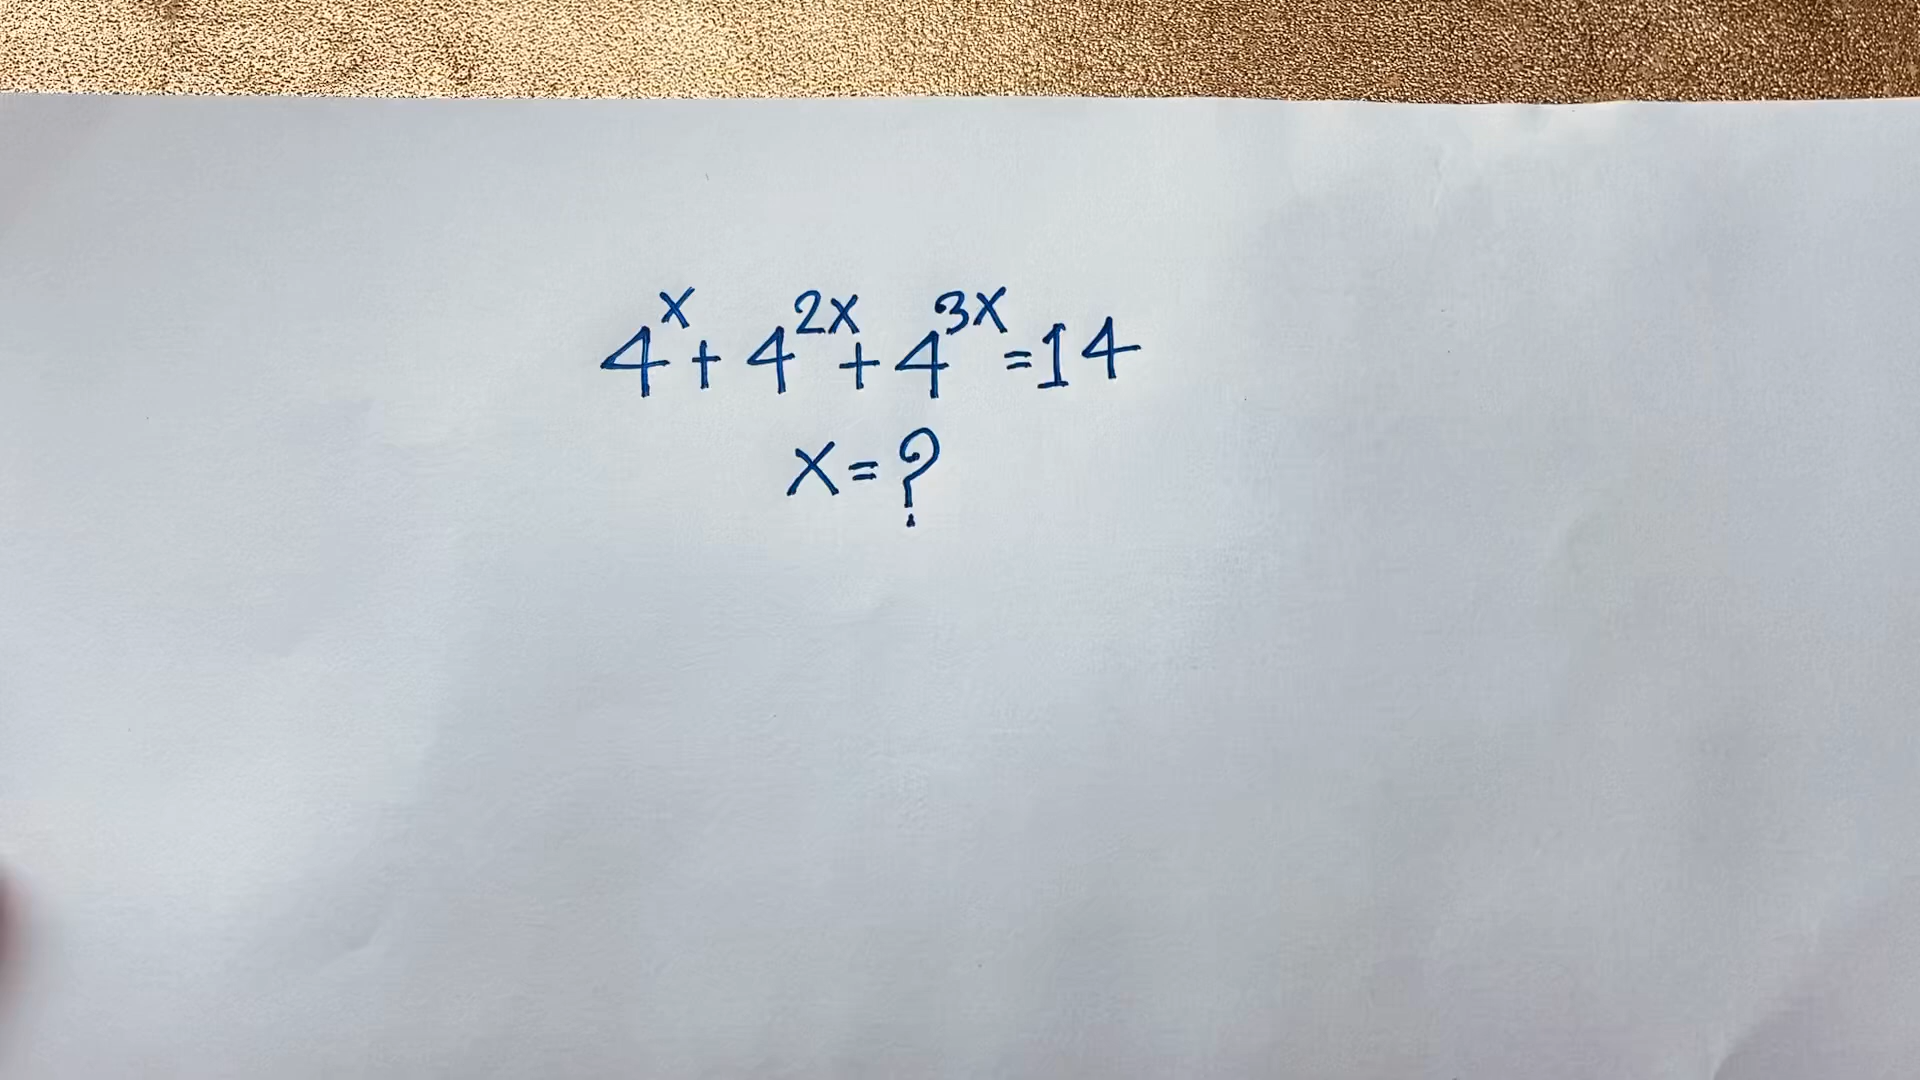 4^x + 4^2x + 4^3x = 14
x = ?